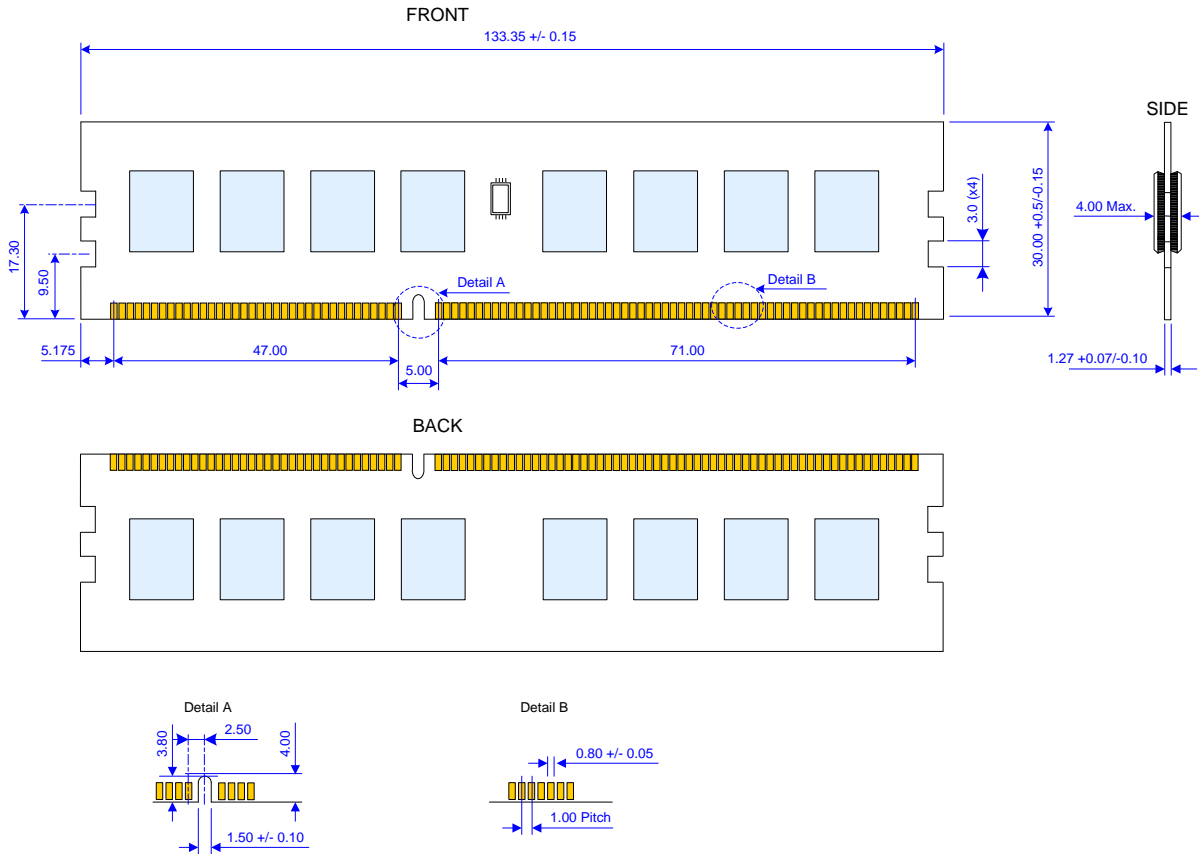 FRONT
133.35 +/- 0.15
SIDE
17.30
9.50
3.0 (x4)
30.00 +0.5/-0.15
4.00 Max.
Detail A
Detail B
5.175
47.00
5.00
71.00
1.27 +0.07/-0.10
BACK
Detail A
3.80
2.50
4.00
1.50 +/- 0.10
Detail B
0.80 +/- 0.05
1.00 Pitch